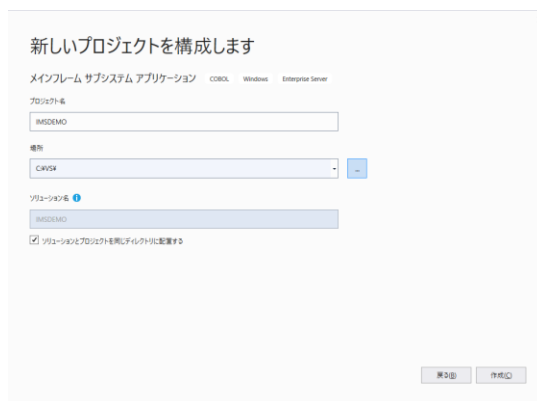 新しいプロジェクトを構成します
メインフレーム サブシステム アプリケーション COBOL Windows Enterprise Server
プロジェクト名
IMSDEMO
場所
C:¥VS¥
...
ソリューション名
IMSDEMO
ソリューションとプロジェクトを同じディレクトリに配置する
戻る(B) 作成(C)